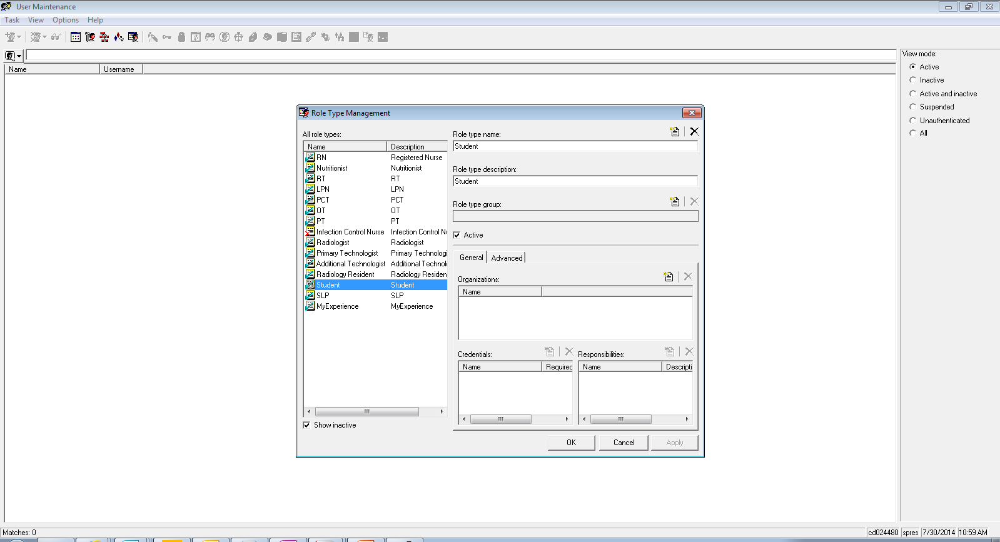 User Maintenance
Task View Options Help
Name Username
View mode:
Active
Inactive
Active and inactive
Suspended
Unauthenticated
All
Role Type Management
All role types:
Name Description
RN Registered Nurse
Nutritionist Nutritionist
RT RT
LPN LPN
PCT PCT
OT OT
PT PT
Infection Control Nurse Infection Control Nu
Radiologist Radiologist
Primary Technologist Primary Technologi
Additional Technologist Additional Technol
Radiology Resident Radiology Residen
Student Student
SLP SLP
MyExperience MyExperience
Show inactive
Role type name:
Student
Role type description:
Student
Role type group:
Active
General Advanced
Organizations:
Name
Credentials: Responsibilities:
Name Required Name Descripti
OK Cancel Apply
Matches: 0 cd024480 spres 7/30/2014 10:59 AM